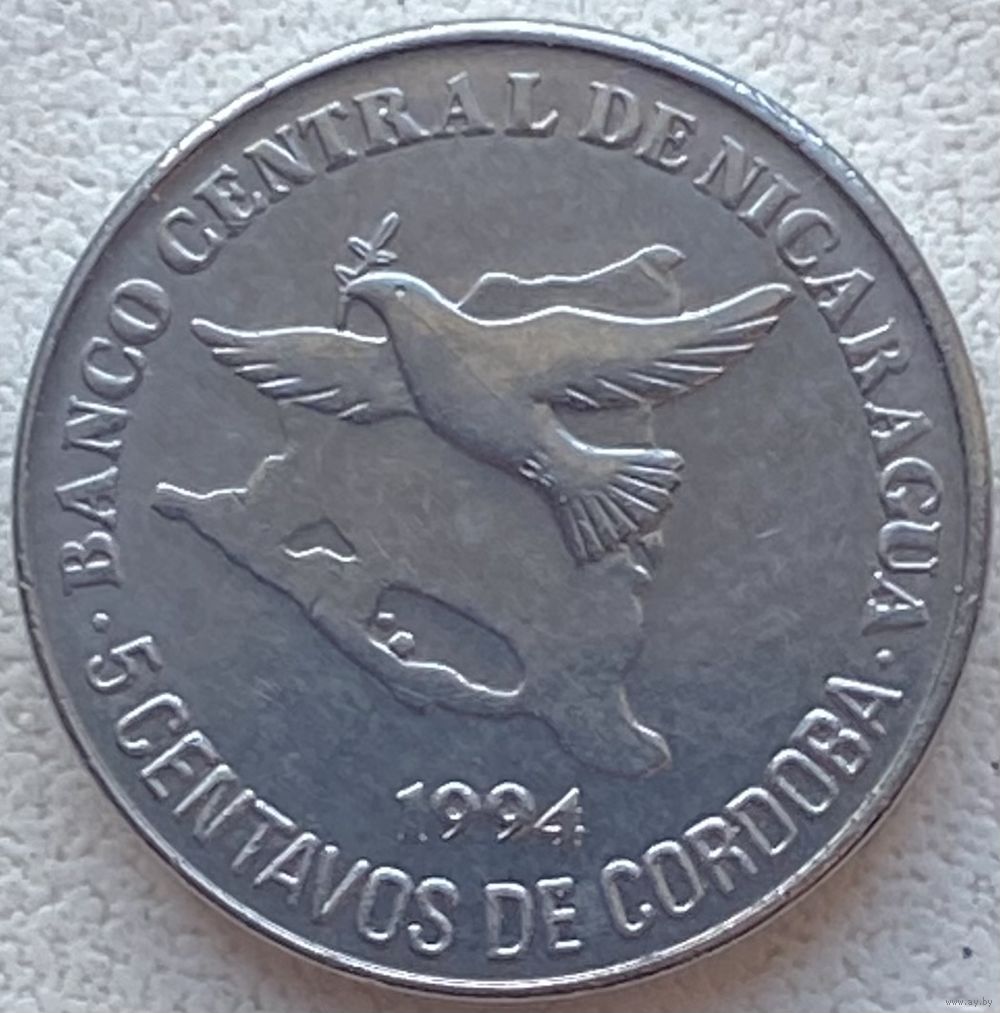 BANCO CENTRAL DE NICARAGUA
1994
· 5 CENTAVOS DE CORDOBA ·
www.ay.by